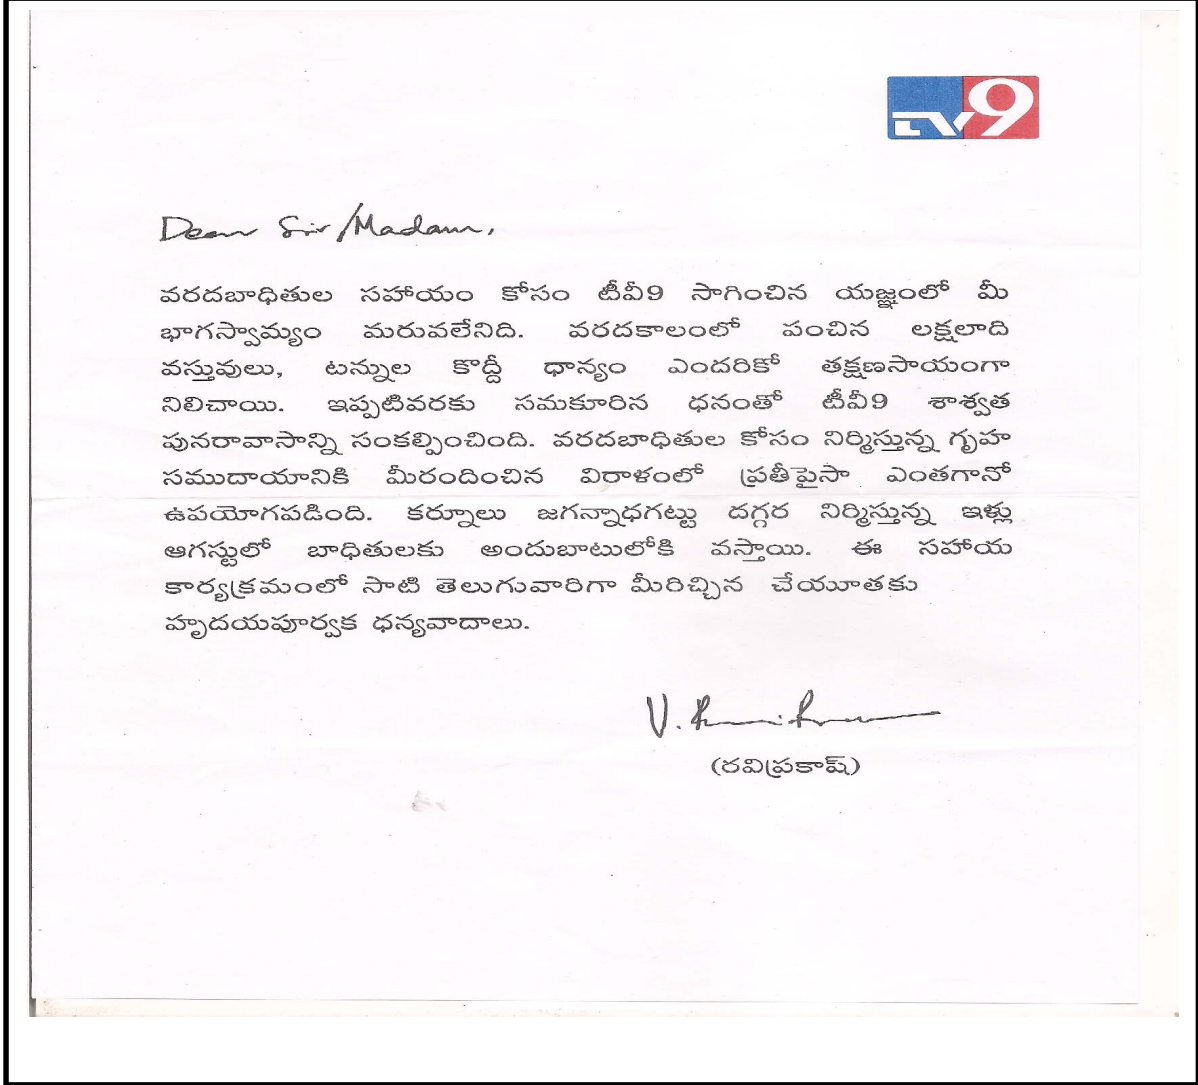 TV9
Dear Sir/Madam,
వరదబాధితుల సహాయం కోసం టీవీ9 సాగించిన యజ్ఞంలో మీ
భాగస్వామ్యం మరువలేనిది. వరదకాలంలో పంచిన లక్షలాది
వస్తువులు, టన్నుల కొద్దీ ధాన్యం ఎందరికో తక్షణసాయంగా
నిలిచాయి. ఇప్పటివరకు సమకూరిన ధనంతో టీవీ9 శాశ్వత
పునరావాసాన్ని సంకల్పించింది. వరదబాధితుల కోసం నిర్మిస్తున్న గృహ
సముదాయానికి మీరందించిన విరాళంలో ప్రతీపైసా ఎంతగానో
ఉపయోగపడింది. కర్నూలు జగన్నాధగట్టు దగ్గర నిర్మిస్తున్న ఇళ్లు
ఆగస్టులో బాధితులకు అందుబాటులోకి వస్తాయి. ఈ సహాయ
కార్యక్రమంలో సాటి తెలుగువారిగా మీరిచ్చిన చేయూతకు
హృదయపూర్వక ధన్యవాదాలు.
V.
(రవిప్రకాష్)